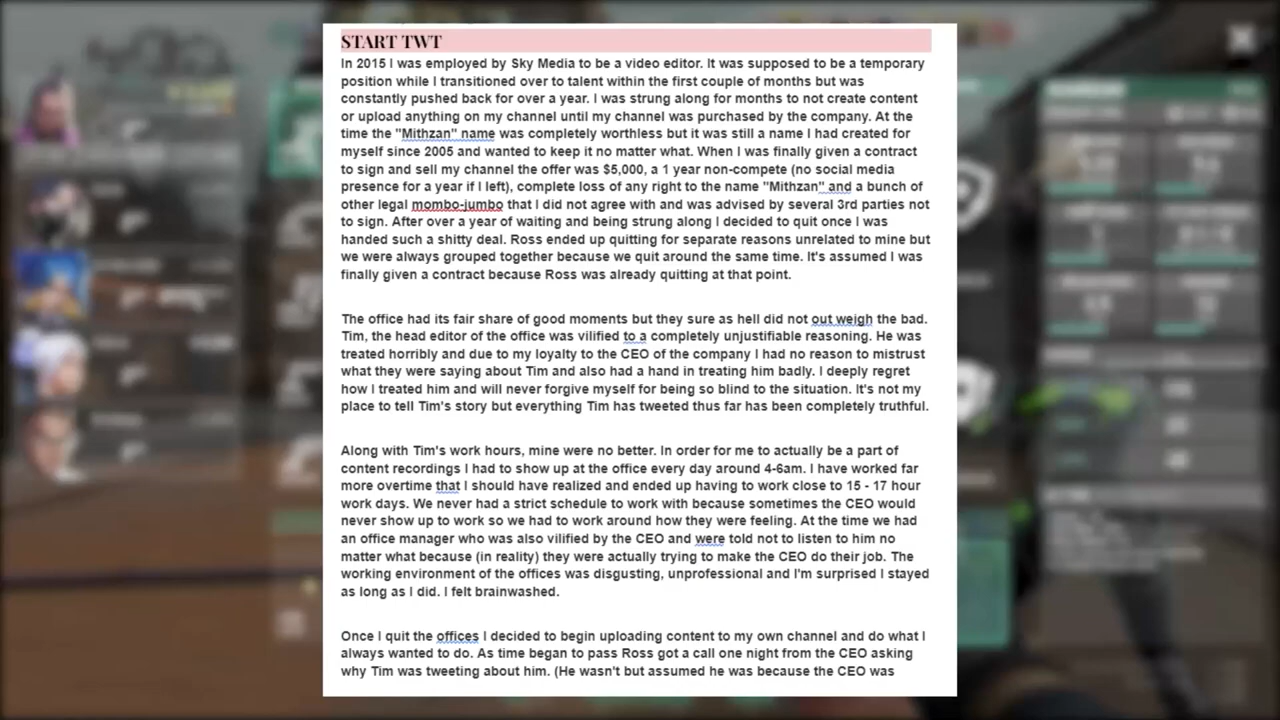 START TWT
In 2015 I was employed by Sky Media to be a video editor. It was supposed to be a temporary
position while I transitioned over to talent within the first couple of months but was
constantly pushed back for over a year. I was strung along for months to not create content
or upload anything on my channel until my channel was purchased by the company. At the
time the "Mithzan" name was completely worthless but it was still a name I had created for
myself since 2005 and wanted to keep it no matter what. When I was finally given a contract
to sign and sell my channel the offer was $5,000, a 1 year non-compete (no social media
presence for a year if I left), complete loss of any right to the name "Mithzan" and a bunch of
other legal mombo-jumbo that I did not agree with and was advised by several 3rd parties not
to sign. After over a year of waiting and being strung along I decided to quit once I was
handed such a shitty deal. Ross ended up quitting for separate reasons unrelated to mine but
we were always grouped together because we quit around the same time. It's assumed I was
finally given a contract because Ross was already quitting at that point.
The office had its fair share of good moments but they sure as hell did not out weigh the bad.
Tim, the head editor of the office was vilified to a completely unjustifiable reasoning. He was
treated horribly and due to my loyalty to the CEO of the company I had no reason to mistrust
what they were saying about Tim and also had a hand in treating him badly. I deeply regret
how I treated him and will never forgive myself for being so blind to the situation. It's not my
place to tell Tim's story but everything Tim has tweeted thus far has been completely truthful.
Along with Tim's work hours, mine were no better. In order for me to actually be a part of
content recordings I had to show up at the office every day around 4-6am. I have worked far
more overtime that I should have realized and ended up having to work close to 15 - 17 hour
work days. We never had a strict schedule to work with because sometimes the CEO would
never show up to work so we had to work around how they were feeling. At the time we had
an office manager who was also vilified by the CEO and were told not to listen to him no
matter what because (in reality) they were actually trying to make the CEO do their job. The
working environment of the offices was disgusting, unprofessional and I'm surprised I stayed
as long as I did. I felt brainwashed.
Once I quit the offices I decided to begin uploading content to my own channel and do what I
always wanted to do. As time began to pass Ross got a call one night from the CEO asking
why Tim was tweeting about him. (He wasn't but assumed he was because the CEO was